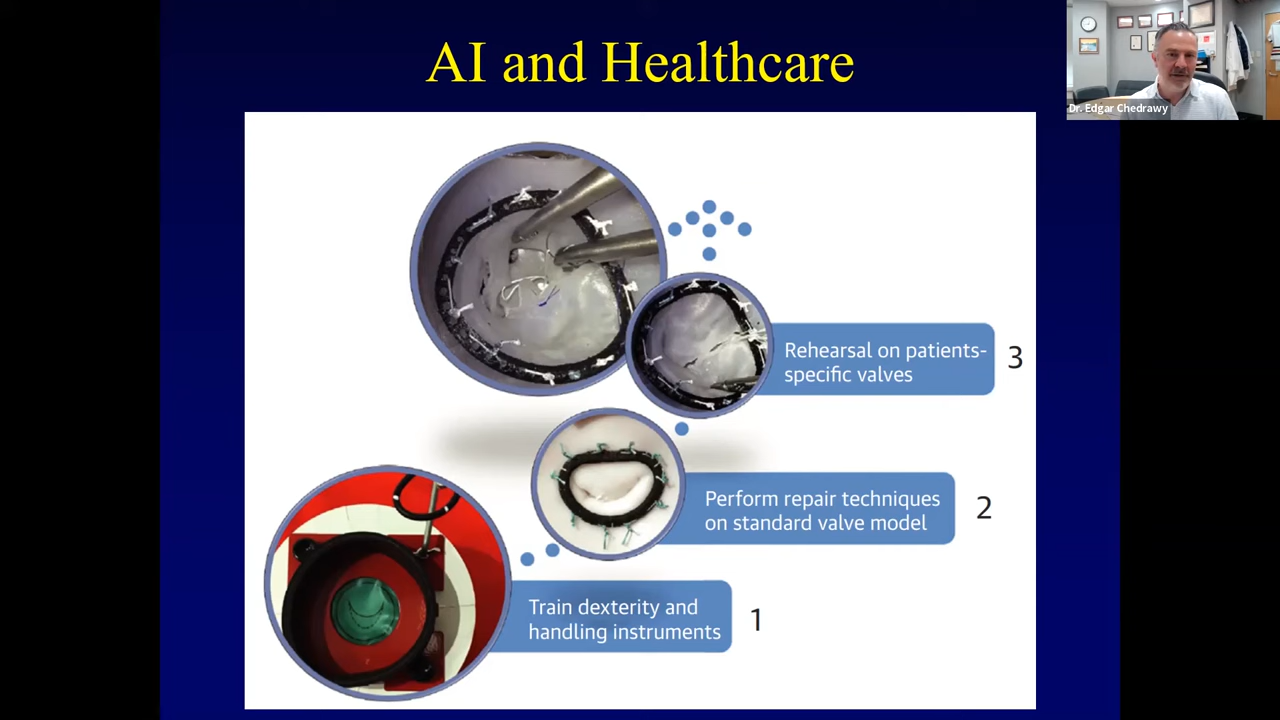 AI and Healthcare
Dr. Edgar Chedrawy
Rehearsal on patients-
specific valves
3
Perform repair techniques
on standard valve model
2
Train dexterity and
handling instruments
1